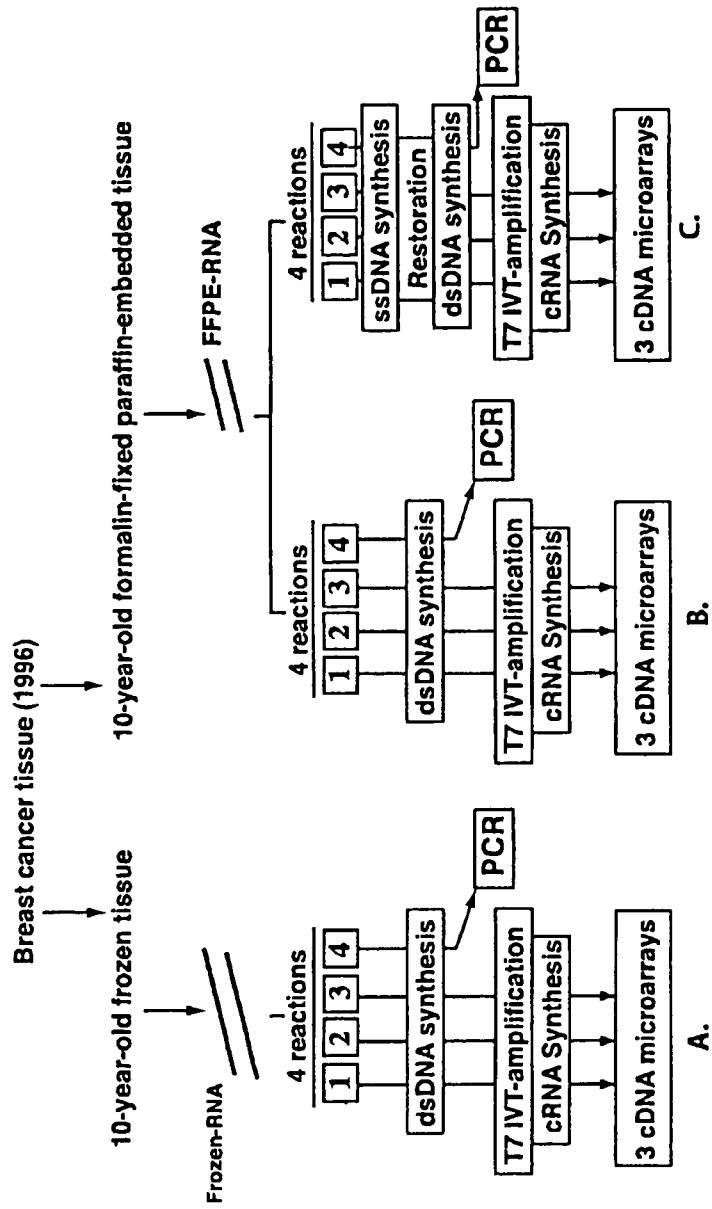 Breast cancer tissue (1996)
10-year-old frozen tissue
10-year-old formalin-fixed paraffin-embedded tissue
Frozen-RNA
FFPE-RNA
4 reactions
1 2 3 4
dsDNA synthesis
PCR
T7 IVT-amplification
cRNA Synthesis
3 cDNA microarrays
A.
4 reactions
1 2 3 4
dsDNA synthesis
PCR
T7 IVT-amplification
cRNA Synthesis
3 cDNA microarrays
B.
4 reactions
1 2 3 4
ssDNA synthesis
Restoration
dsDNA synthesis
PCR
T7 IVT-amplification
cRNA Synthesis
3 cDNA microarrays
C.